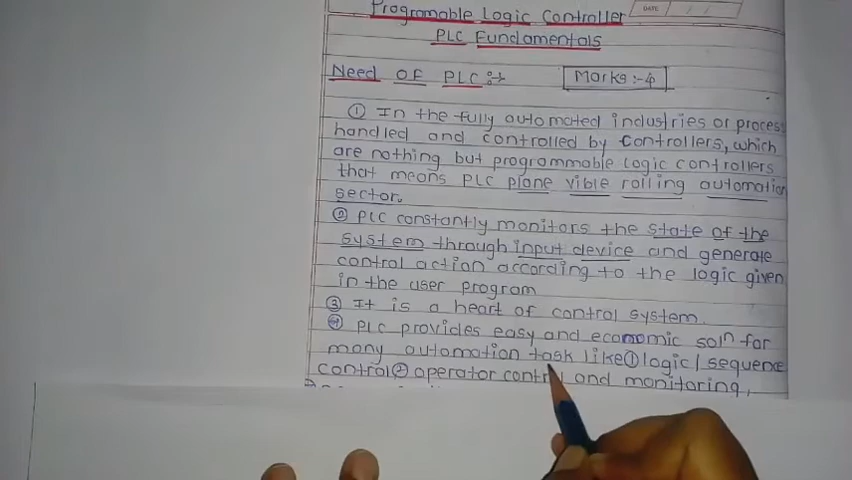 Programable Logic Controller
DATE
PLC Fundamentals
Need OF PLC :→
Marks :- 4
① In the fully automated industries or process
handled and controlled by controllers, which
are nothing but programmable logic controllers
that means PLC plane vible rolling automation
sector.
② PLC constantly monitors the state of the
system through input device and generate
control action according to the logic given
in the user program
③ It is a heart of control system.
④ PLC provides easy and economic solⁿ for
many automation task like ① logic / sequence
control ② operator control and monitoring,